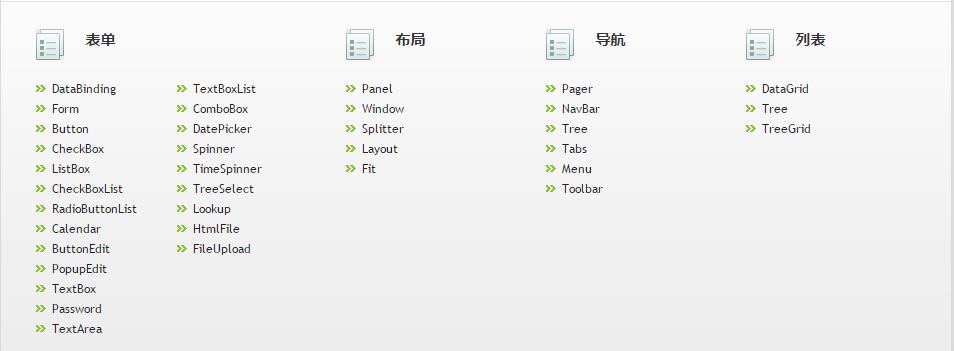 表单
DataBinding
Form
Button
CheckBox
ListBox
CheckBoxList
RadioButtonList
Calendar
ButtonEdit
PopupEdit
TextBox
Password
TextArea
TextBoxList
ComboBox
DatePicker
Spinner
TimeSpinner
TreeSelect
Lookup
HtmlFile
FileUpload
布局
Panel
Window
Splitter
Layout
Fit
导航
Pager
NavBar
Tree
Tabs
Menu
Toolbar
列表
DataGrid
Tree
TreeGrid